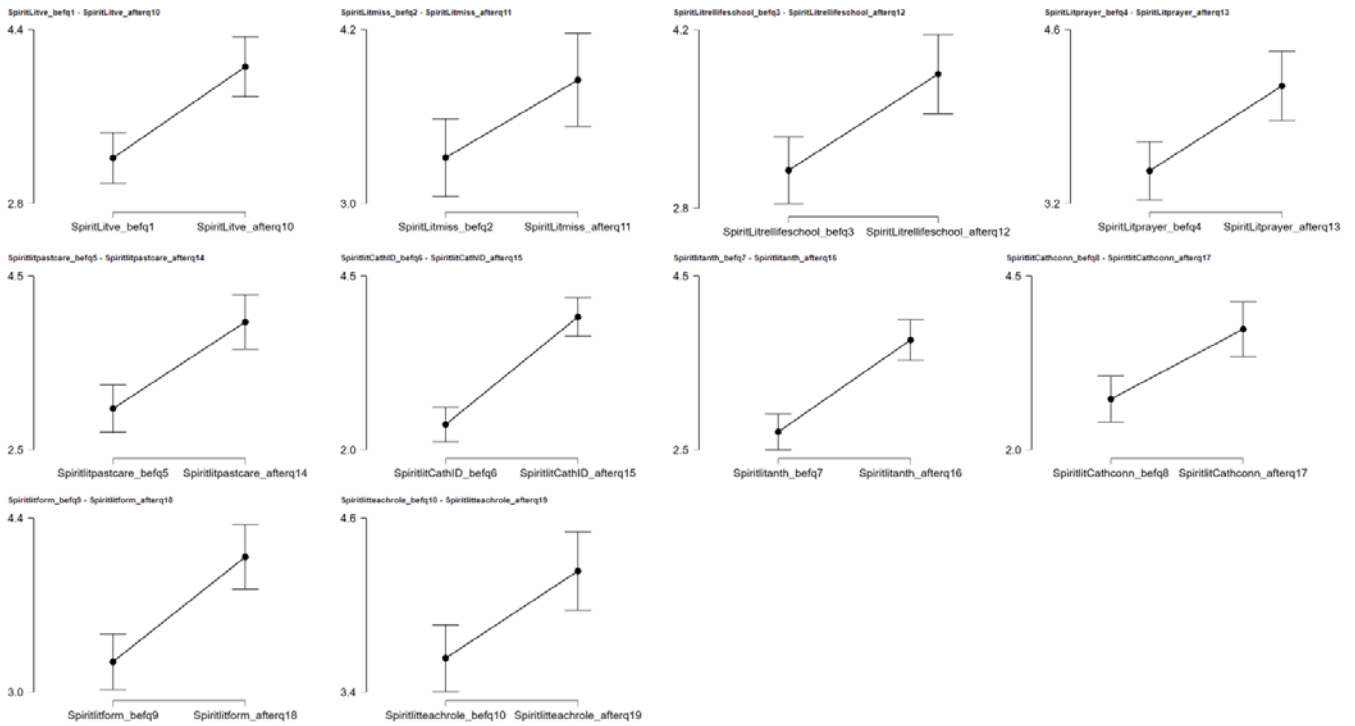 SpiritLitve_befq1 - SpiritLitve_afterq10
4.4
2.8
SpiritLitve_befq1 SpiritLitve_afterq10
SpiritLitmiss_befq2 - SpiritLitmiss_afterq11
4.2
3.0
SpiritLitmiss_befq2 SpiritLitmiss_afterq11
SpiritLitrellifeschool_befq3 - SpiritLitrellifeschool_afterq12
4.2
2.8
SpiritLitrellifeschool_befq3 SpiritLitrellifeschool_afterq12
SpiritLitprayer_befq4 - SpiritLitprayer_afterq13
4.6
3.2
SpiritLitprayer_befq4 SpiritLitprayer_afterq13
Spiritlitpastcare_befq5 - Spiritlitpastcare_afterq14
4.5
2.5
Spiritlitpastcare_befq5 Spiritlitpastcare_afterq14
SpiritlitCathID_befq6 - SpiritlitCathID_afterq15
4.5
2.0
SpiritlitCathID_befq6 SpiritlitCathID_afterq15
Spiritlitanth_befq7 - Spiritlitanth_afterq16
4.5
2.5
Spiritlitanth_befq7 Spiritlitanth_afterq16
SpiritlitCathconn_befq8 - SpiritlitCathconn_afterq17
4.5
2.0
SpiritlitCathconn_befq8 SpiritlitCathconn_afterq17
Spiritlitform_befq9 - Spiritlitform_afterq18
4.4
3.0
Spiritlitform_befq9 Spiritlitform_afterq18
Spiritlitteachrole_befq10 - Spiritlitteachrole_afterq19
4.6
3.4
Spiritlitteachrole_befq10 Spiritlitteachrole_afterq19